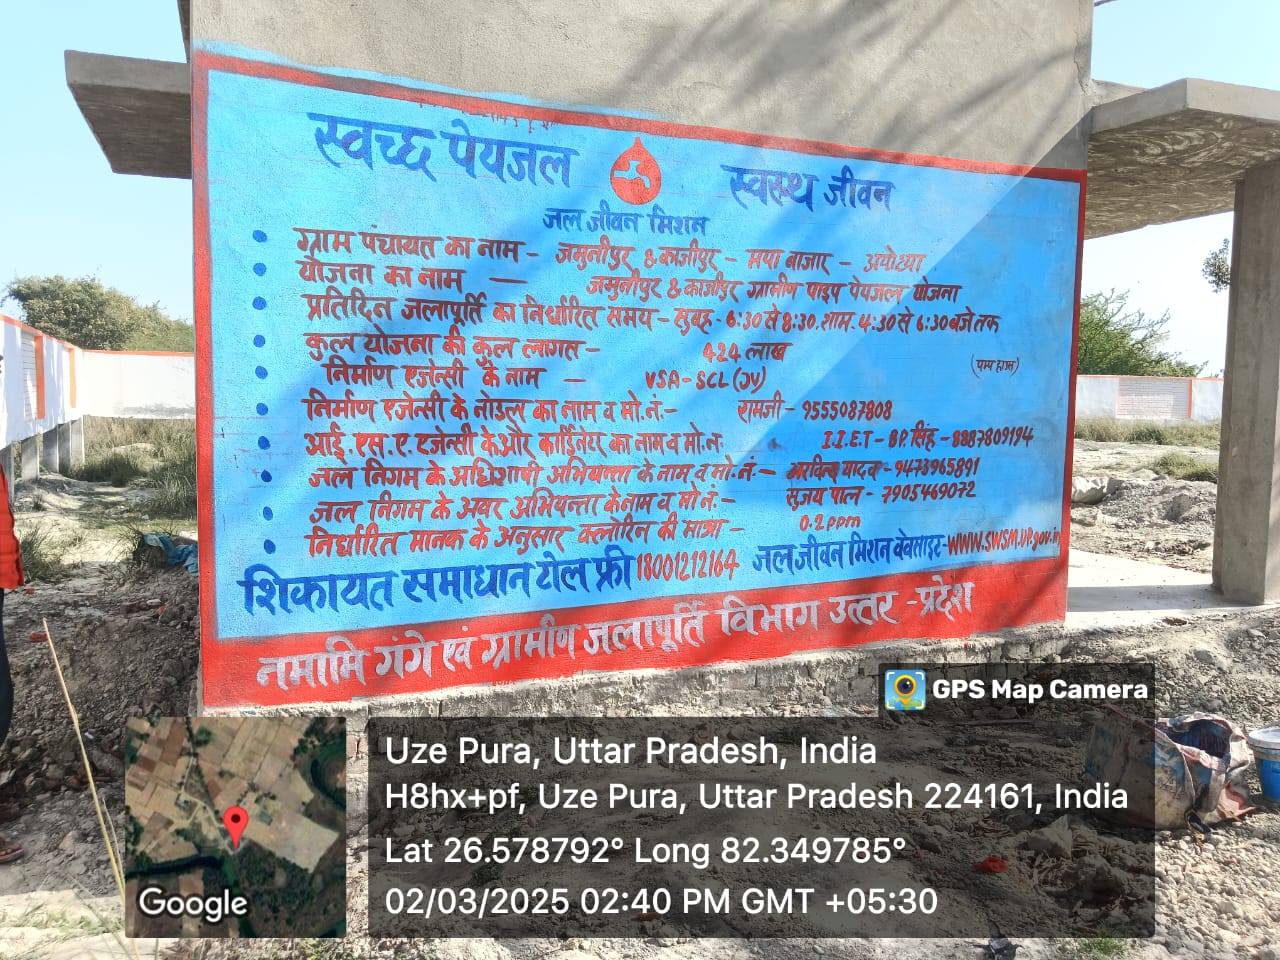 स्वच्छ पेयजल स्वस्थ जीवन
जल जीवन मिशन
ग्राम पंचायत का नाम - जमुनीपुर & काजीपुर - मया बाजार - अयोध्या
योजना का नाम — जमुनीपुर & काजीपुर ग्रामीण पाइप पेयजल योजना
प्रतिदिन जलापूर्ति का निर्धारित समय - सुबह - 6:30 से 8:30. शाम - 4:30 से 6:30 बजे तक
कुल योजना की कुल लागत - 424 लाख
(पम्प हाउस)
निर्माण एजेन्सी के नाम — VSA-SCL (JV)
निर्माण एजेन्सी के नोडल का नाम व मो.नं.- रामजी - 9555087808
आई.एस.ए. एजेन्सी के और कार्डिनेटर का नाम व मो.नं. I.I.E.T - B.P. सिंह - 8887809194
जल निगम के अधिशाषी अभियन्ता के नाम व मो.नं.- अरविन्द यादव - 9473965891
जल निगम के अवर अभियन्ता के नाम व मो.नं.- सुजय पाल - 7905469072
निर्धारित मानक के अनुसार क्लोरिन की मात्रा - 0.2 ppm
शिकायत समाधान टोल फ्री 18001212164 जल जीवन मिशन वेबसाइट - WWW.SWSM.UP.gov.in
नमामि गंगे एवं ग्रामीण जलापूर्ति विभाग उत्तर - प्रदेश
GPS Map Camera
Uze Pura, Uttar Pradesh, India
H8hx+pf, Uze Pura, Uttar Pradesh 224161, India
Lat 26.578792° Long 82.349785°
02/03/2025 02:40 PM GMT +05:30
Google